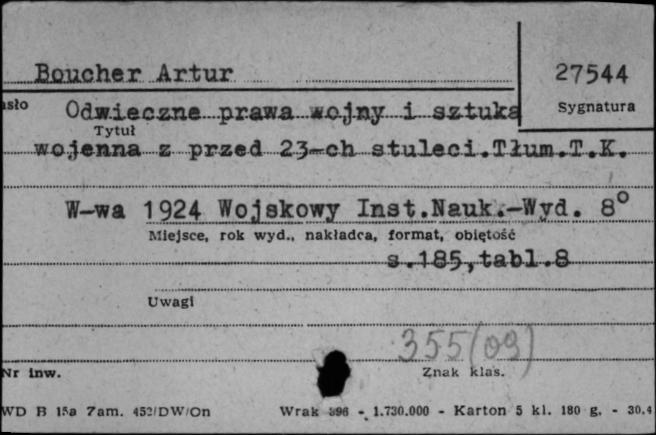 Boucher Artur
27544
Sygnatura
asło
Odwieczne prawa wojny i sztuka
Tytuł
wojenna z przed 23-ch stuleci.Tłum.T.K.
W-wa 1924 Wojskowy Inst.Nauk.-Wyd. 8°
Miejsce, rok wyd., nakładca, format, objętość
s.185,tabl.8
Uwagi
355(09)
Nr inw.
Znak klas.
WD B 15a Zam. 452/DW/On
Wrak 396 - 1.730.000 - Karton 5 kl. 180 g. - 30.4